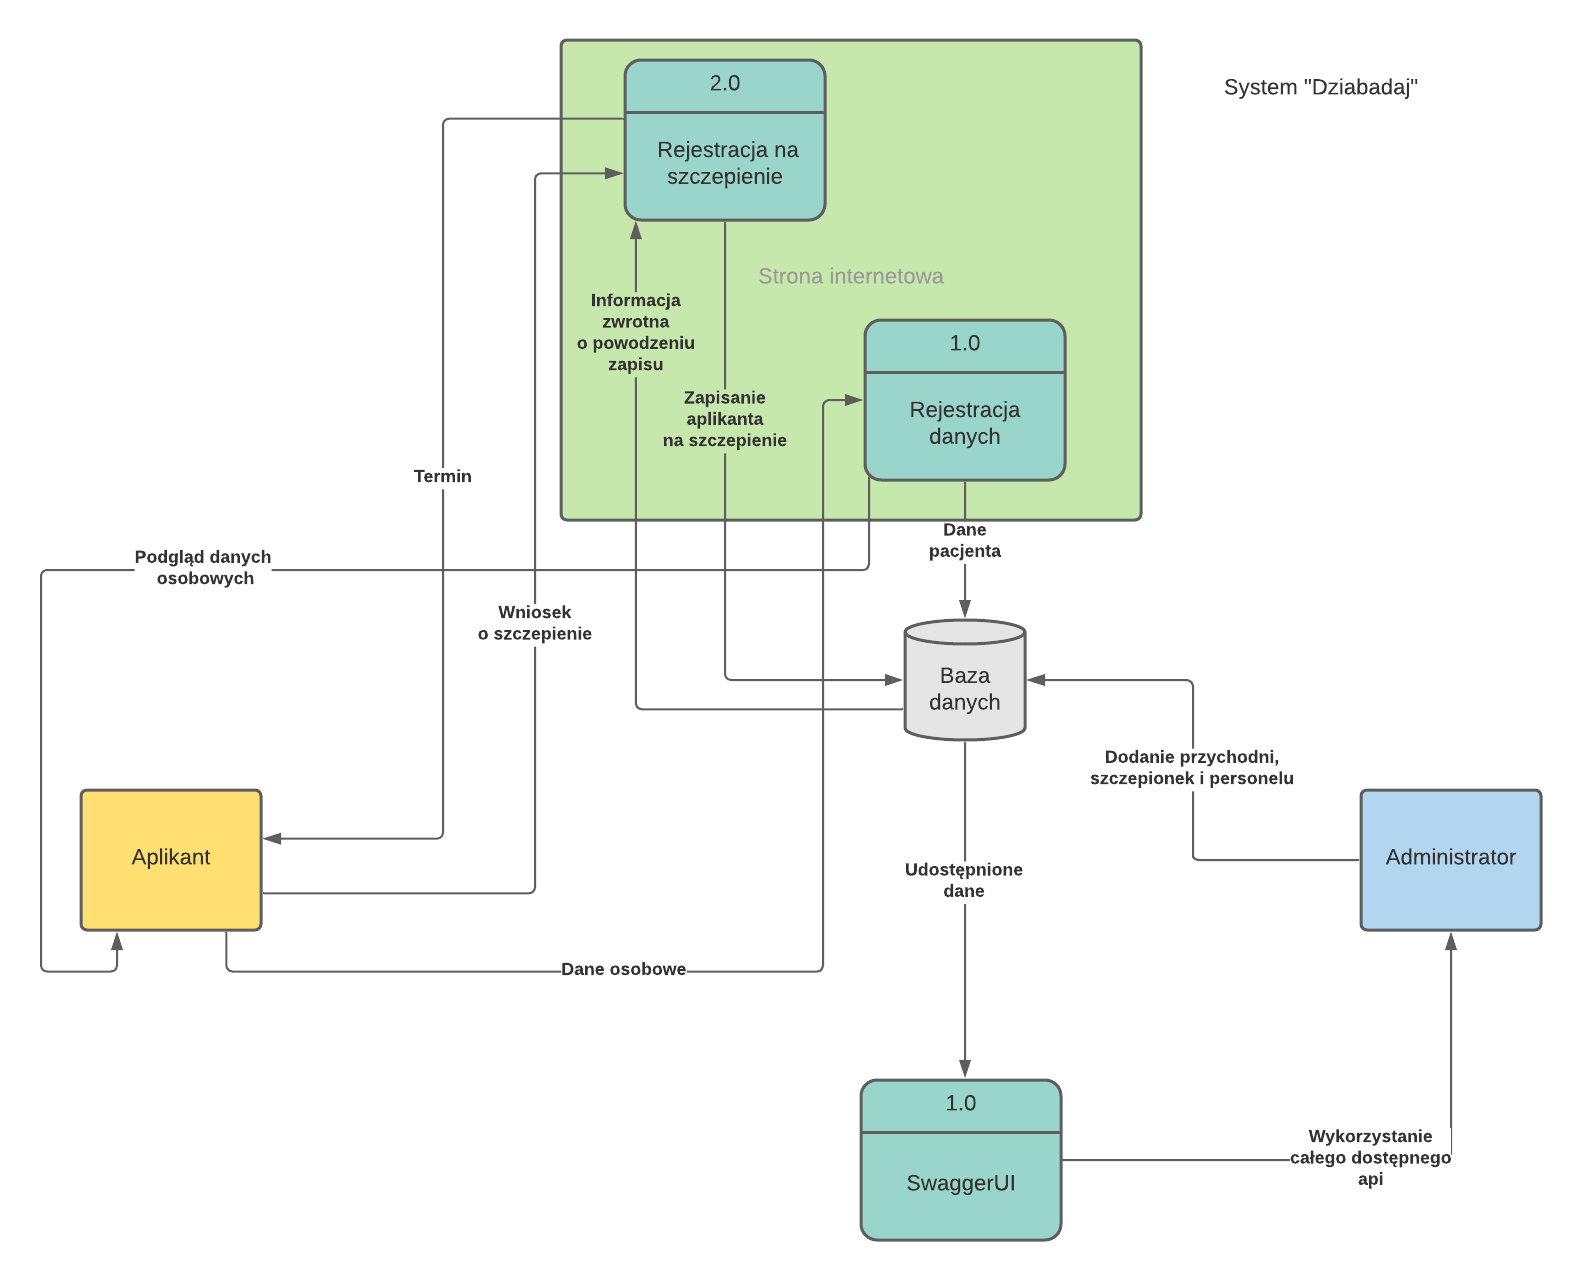 System "Dziabadaj"
2.0
Rejestracja na
szczepienie
Strona internetowa
Informacja
zwrotna
o powodzeniu
zapisu
1.0
Rejestracja
danych
Zapisanie
aplikanta
na szczepienie
Termin
Dane
pacjenta
Podgląd danych
osobowych
Wniosek
o szczepienie
Baza
danych
Dodanie przychodni,
szczepionek i personelu
Aplikant
Administrator
Udostępnione
dane
Dane osobowe
1.0
SwaggerUI
Wykorzystanie
całego dostępnego
api